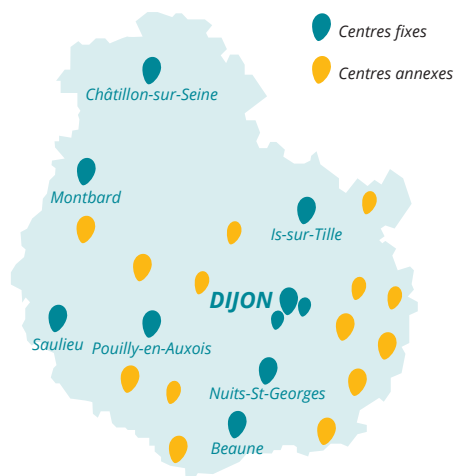 Centres fixes
Centres annexes
Châtillon-sur-Seine
Montbard
Is-sur-Tille
DIJON
Saulieu
Pouilly-en-Auxois
Nuits-St-Georges
Beaune